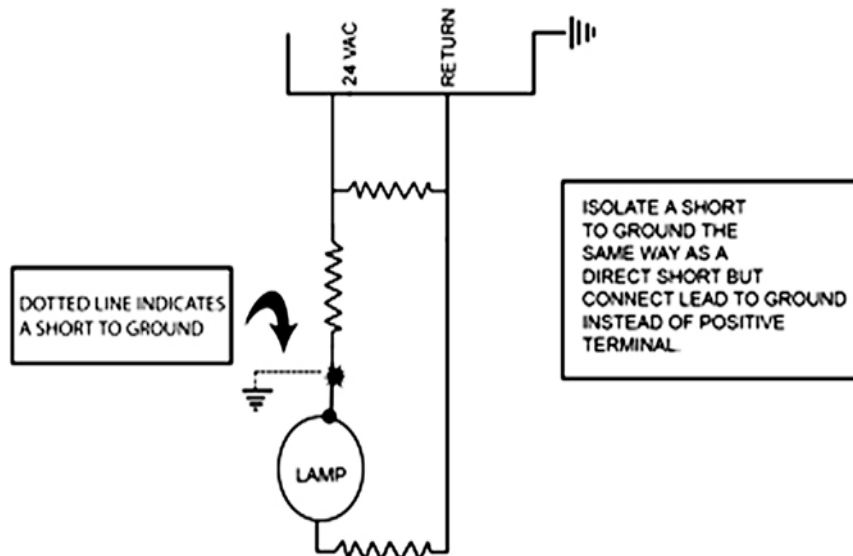 24 VAC
RETURN
ISOLATE A SHORT
TO GROUND THE
SAME WAY AS A
DIRECT SHORT BUT
CONNECT LEAD TO GROUND
INSTEAD OF POSITIVE
TERMINAL.
DOTTED LINE INDICATES
A SHORT TO GROUND
LAMP